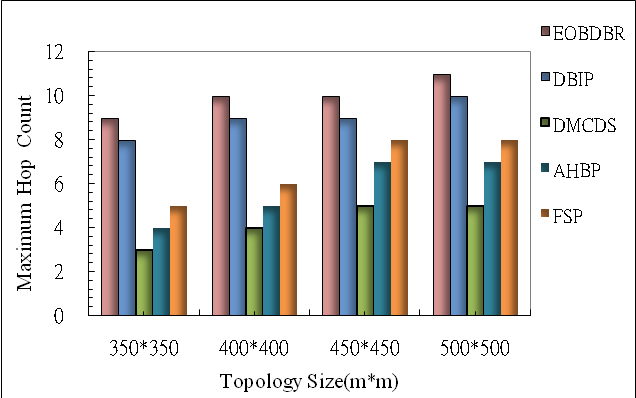 Maximum Hop Count
12
10
8
6
4
2
0
350*350
400*400
450*450
500*500
Topology Size(m*m)
EOBDBR
DBIP
DMCDS
AHBP
FSP